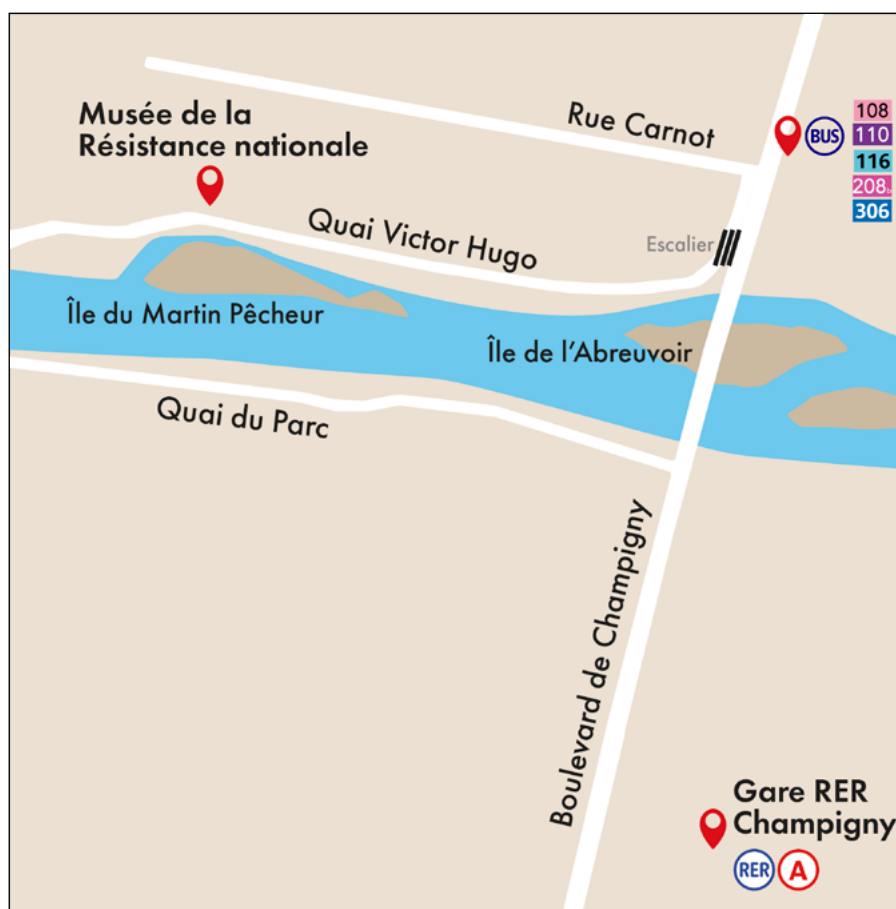 Musée de la
Résistance nationale
Rue Carnot
BUS
108
110
116
208b
306
Quai Victor Hugo
Escalier
Île du Martin Pêcheur
Île de l'Abreuvoir
Quai du Parc
Boulevard de Champigny
Gare RER
Champigny
RER A